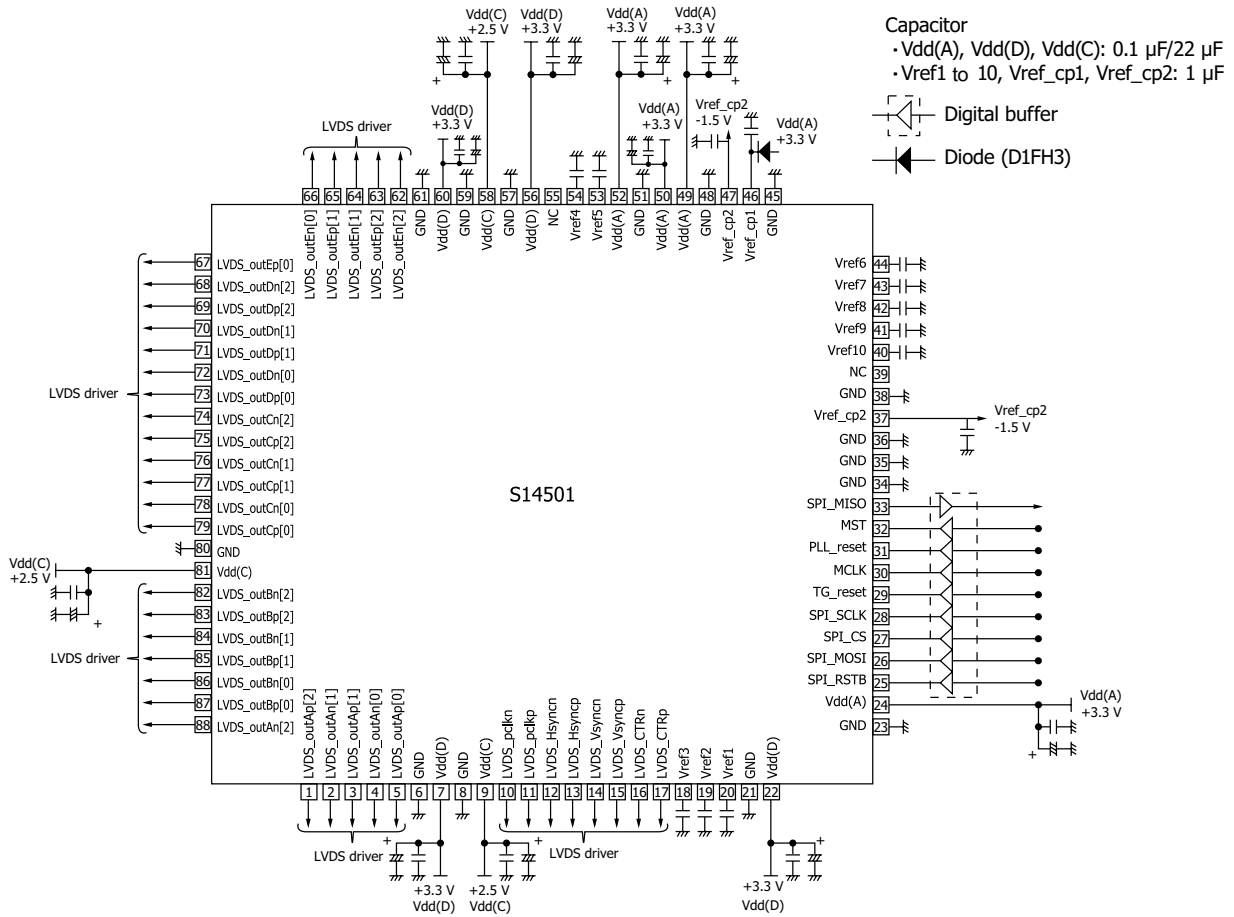 Vdd(C)
+2.5 V
Vdd(D)
+3.3 V
Vdd(A)
+3.3 V
Vdd(A)
+3.3 V
Capacitor
・Vdd(A), Vdd(D), Vdd(C): 0.1 µF/22 µF
・Vref1 to 10, Vref_cp1, Vref_cp2: 1 µF
Digital buffer
Diode (D1FH3)
+
+
+
+
Vdd(D)
+3.3 V
Vdd(A)
+3.3 V
Vref_cp2
-1.5 V
Vdd(A)
+3.3 V
LVDS driver
66 65 64 63 62 61 60 59 58 57 56 55 54 53 52 51 50 49 48 47 46 45
LVDS_outEn[0]
LVDS_outEp[1]
LVDS_outEn[1]
LVDS_outEp[2]
LVDS_outEn[2]
GND
Vdd(D)
GND
Vdd(C)
GND
Vdd(D)
NC
Vref4
Vref5
Vdd(A)
GND
Vdd(A)
Vdd(A)
GND
Vref_cp2
Vref_cp1
GND
LVDS driver
67 LVDS_outEp[0]
68 LVDS_outDn[2]
69 LVDS_outDp[2]
70 LVDS_outDn[1]
71 LVDS_outDp[1]
72 LVDS_outDn[0]
73 LVDS_outDp[0]
74 LVDS_outCn[2]
75 LVDS_outCp[2]
76 LVDS_outCn[1]
77 LVDS_outCp[1]
78 LVDS_outCn[0]
79 LVDS_outCp[0]
80 GND
81 Vdd(C)
Vdd(C)
+2.5 V
+
LVDS driver
82 LVDS_outBn[2]
83 LVDS_outBp[2]
84 LVDS_outBn[1]
85 LVDS_outBp[1]
86 LVDS_outBn[0]
87 LVDS_outBp[0]
88 LVDS_outAn[2]
S14501
Vref6 44
Vref7 43
Vref8 42
Vref9 41
Vref10 40
NC 39
GND 38
Vref_cp2 37
Vref_cp2
-1.5 V
GND 36
GND 35
GND 34
SPI_MISO 33
MST 32
PLL_reset 31
MCLK 30
TG_reset 29
SPI_SCLK 28
SPI_CS 27
SPI_MOSI 26
SPI_RSTB 25
Vdd(A) 24
Vdd(A)
+3.3 V
GND 23
+
LVDS_outAp[2]
LVDS_outAn[1]
LVDS_outAp[1]
LVDS_outAn[0]
LVDS_outAp[0]
GND
Vdd(D)
GND
Vdd(C)
LVDS_pclkn
LVDS_pclkp
LVDS_Hsyncn
LVDS_Hsyncp
LVDS_Vsyncn
LVDS_Vsyncp
LVDS_CTRn
LVDS_CTRp
Vref3
Vref2
Vref1
GND
Vdd(D)
1 2 3 4 5 6 7 8 9 10 11 12 13 14 15 16 17 18 19 20 21 22
LVDS driver
+
+
LVDS driver
+
+3.3 V
Vdd(D)
+2.5 V
Vdd(C)
+3.3 V
Vdd(D)